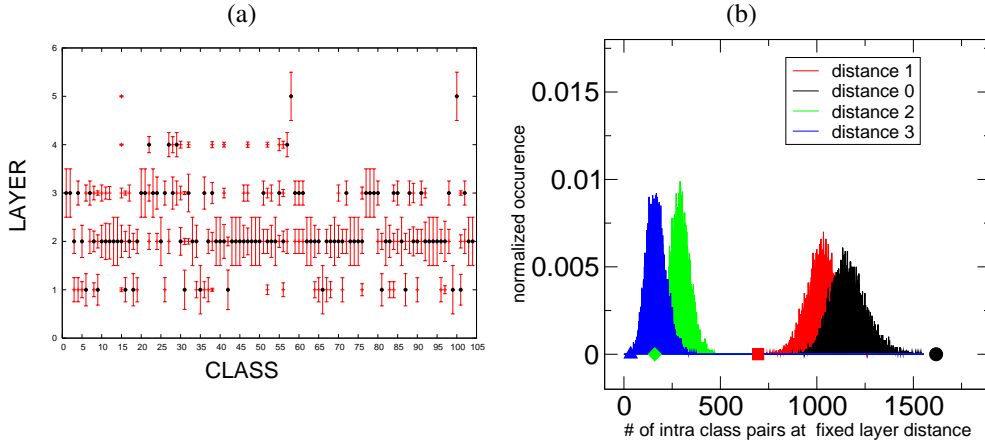 (a)
(b)
6
5
4
3
2
1
0
LAYER
0 5 10 15 20 25 30 35 40 45 50 55 60 65 70 75 80 85 90 95 100 105
CLASS
distance 1
distance 0
distance 2
distance 3
0.015
0.01
0.005
0
normalized occurrence
0 500 1000 1500
# of intra class pairs at fixed layer distance